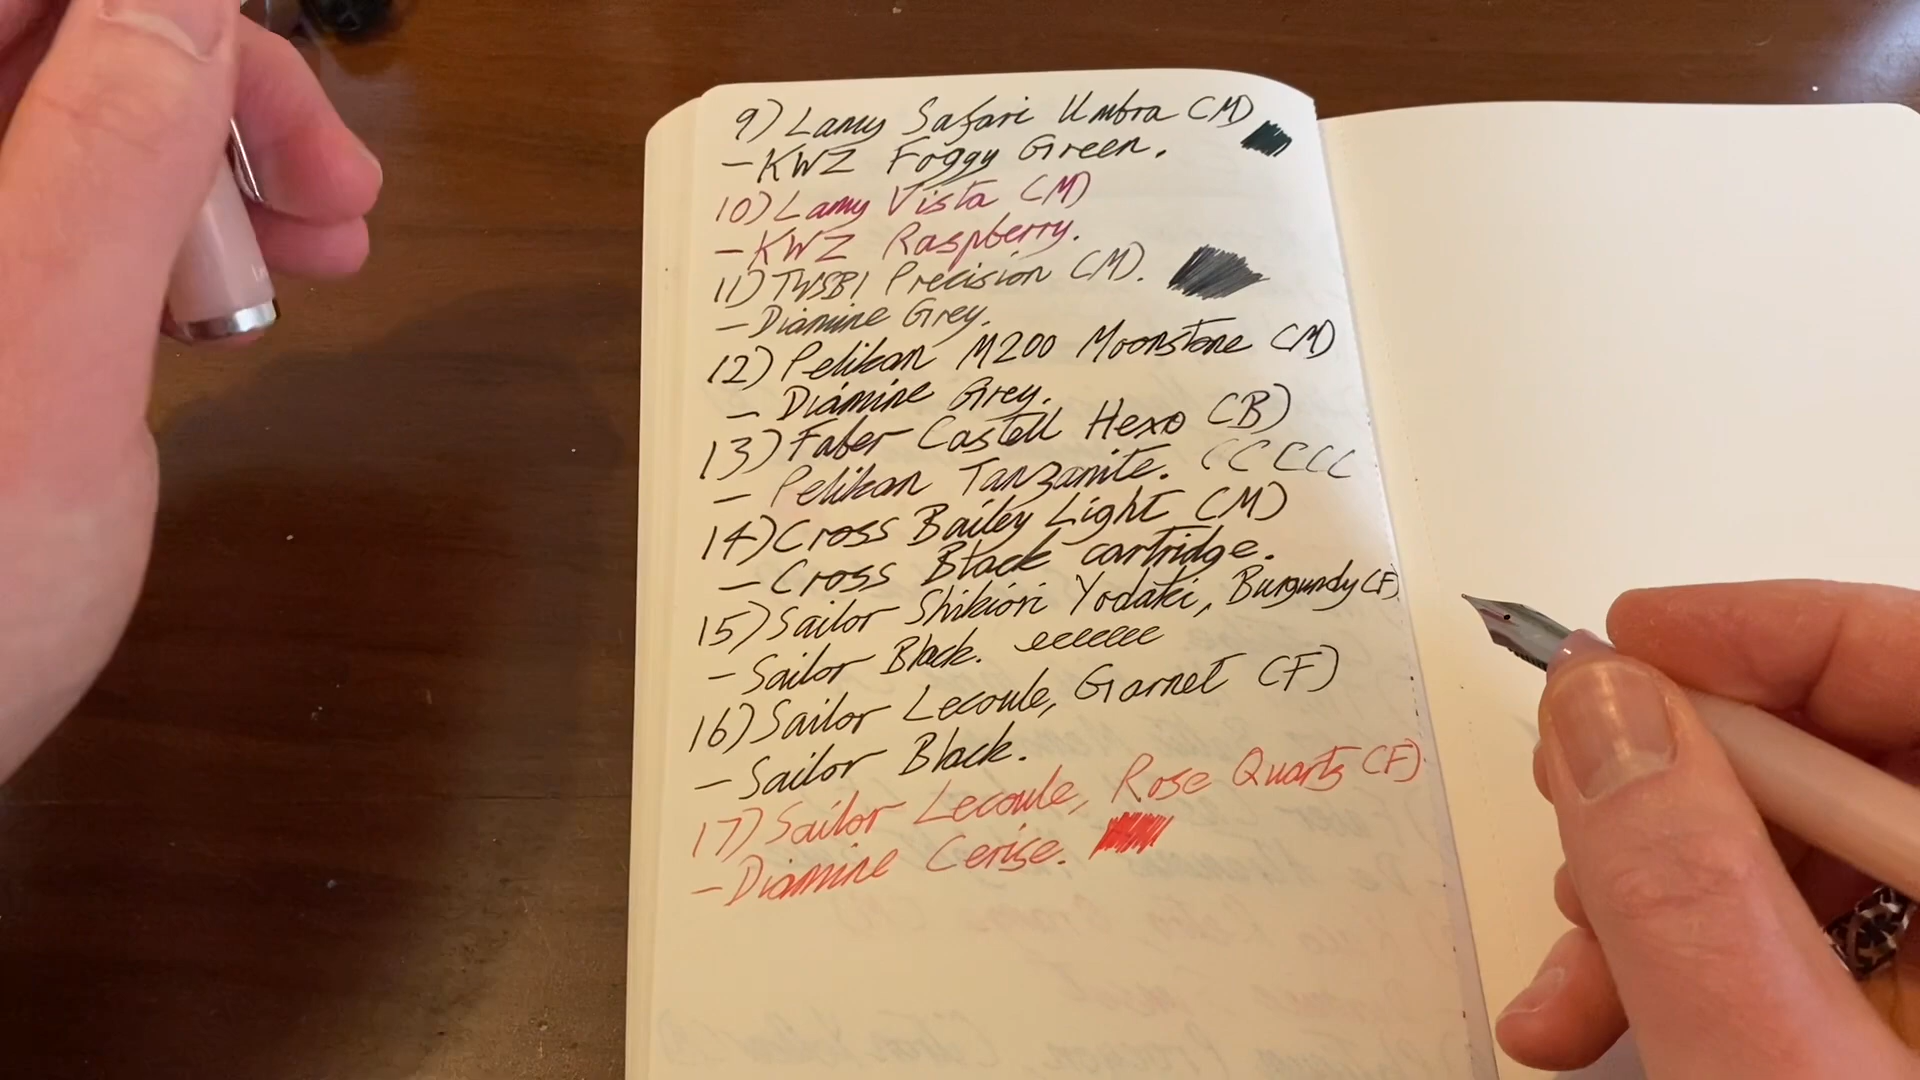 9) Lamy Safari Umbra (M)
- KWZ Foggy Green.
10) Lamy Vista (M)
- KWZ Raspberry.
11) TWSBI Precision (M).
- Diamine Grey.
12) Pelikan M200 Moonstone (M)
- Diamine Grey.
13) Faber Castell Hexo (B)
- Pelikan Tanzanite. CCCCC
14) Cross Bailey Light (M)
- Cross Black cartridge.
15) Sailor Shikiori Yodaki, Burgundy (F)
- Sailor Black. eeeeeee
16) Sailor Lecoule, Garnet (F)
- Sailor Black.
17) Sailor Lecoule, Rose Quartz (F)
- Diamine Cerise.